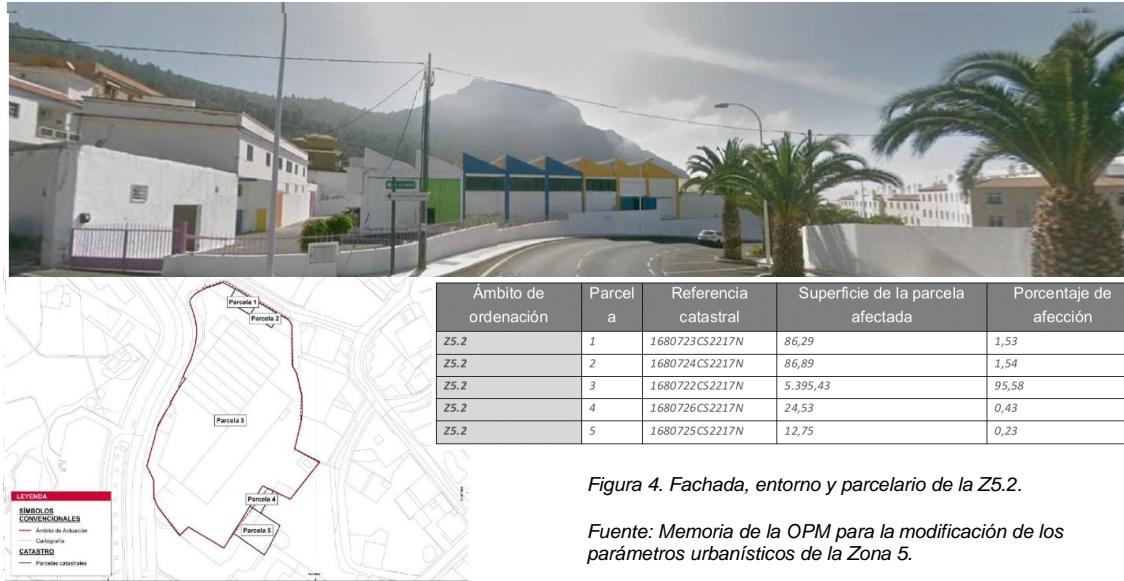 Ámbito de ordenación Parcela Referencia catastral Superficie de la parcela afectada Porcentaje de afección
Z5.2 1 1680723CS2217N 86,29 1,53
Z5.2 2 1680724CS2217N 86,89 1,54
Z5.2 3 1680722CS2217N 5.395,43 95,58
Z5.2 4 1680726CS2217N 24,53 0,43
Z5.2 5 1680725CS2217N 12,75 0,23
Parcela 1
Parcela 2
Parcela 3
Parcela 4
Parcela 5
LEYENDA
SÍMBOLOS
CONVENCIONALES
Ámbito de Actuación
Cartografía
CATASTRO
Parcelas catastrales
Figura 4. Fachada, entorno y parcelario de la Z5.2.
Fuente: Memoria de la OPM para la modificación de los
parámetros urbanísticos de la Zona 5.